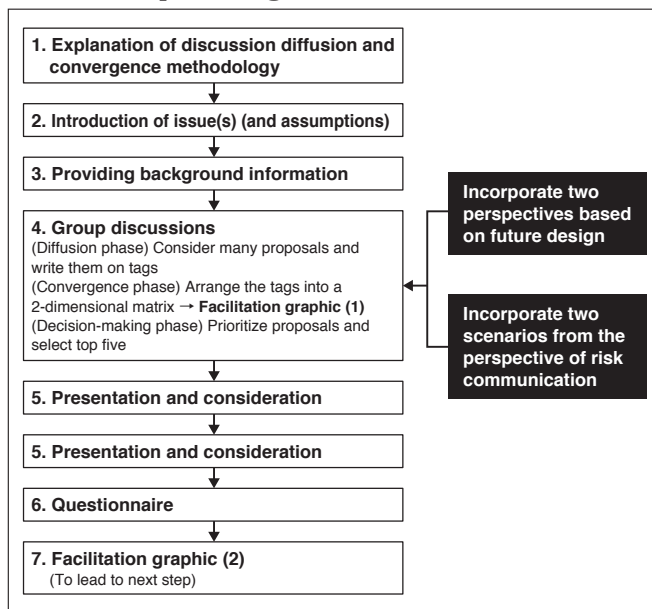 1. Explanation of discussion diffusion and
convergence methodology
2. Introduction of issue(s) (and assumptions)
3. Providing background information
4. Group discussions
(Diffusion phase) Consider many proposals and
write them on tags
(Convergence phase) Arrange the tags into a
2-dimensional matrix → Facilitation graphic (1)
(Decision-making phase) Prioritize proposals and
select top five
Incorporate two
perspectives based
on future design
Incorporate two
scenarios from the
perspective of risk
communication
5. Presentation and consideration
5. Presentation and consideration
6. Questionnaire
7. Facilitation graphic (2)
(To lead to next step)